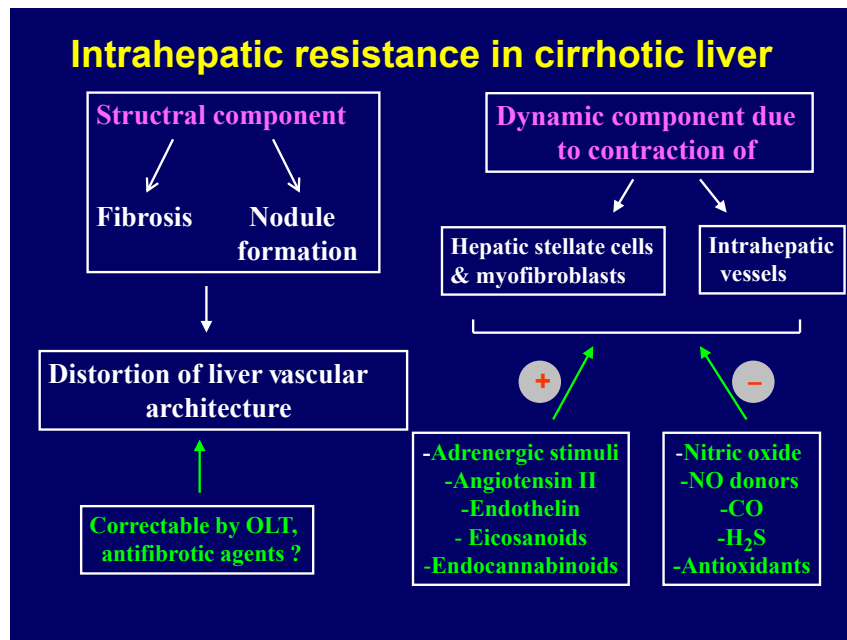 Intrahepatic resistance in cirrhotic liver
Structral component
Fibrosis
Nodule
formation
Distortion of liver vascular
architecture
Correctable by OLT,
antifibrotic agents ?
Dynamic component due
to contraction of
Hepatic stellate cells
& myofibroblasts
Intrahepatic
vessels
+
–
-Adrenergic stimuli
-Angiotensin II
-Endothelin
- Eicosanoids
-Endocannabinoids
-Nitric oxide
-NO donors
-CO
-H₂S
-Antioxidants